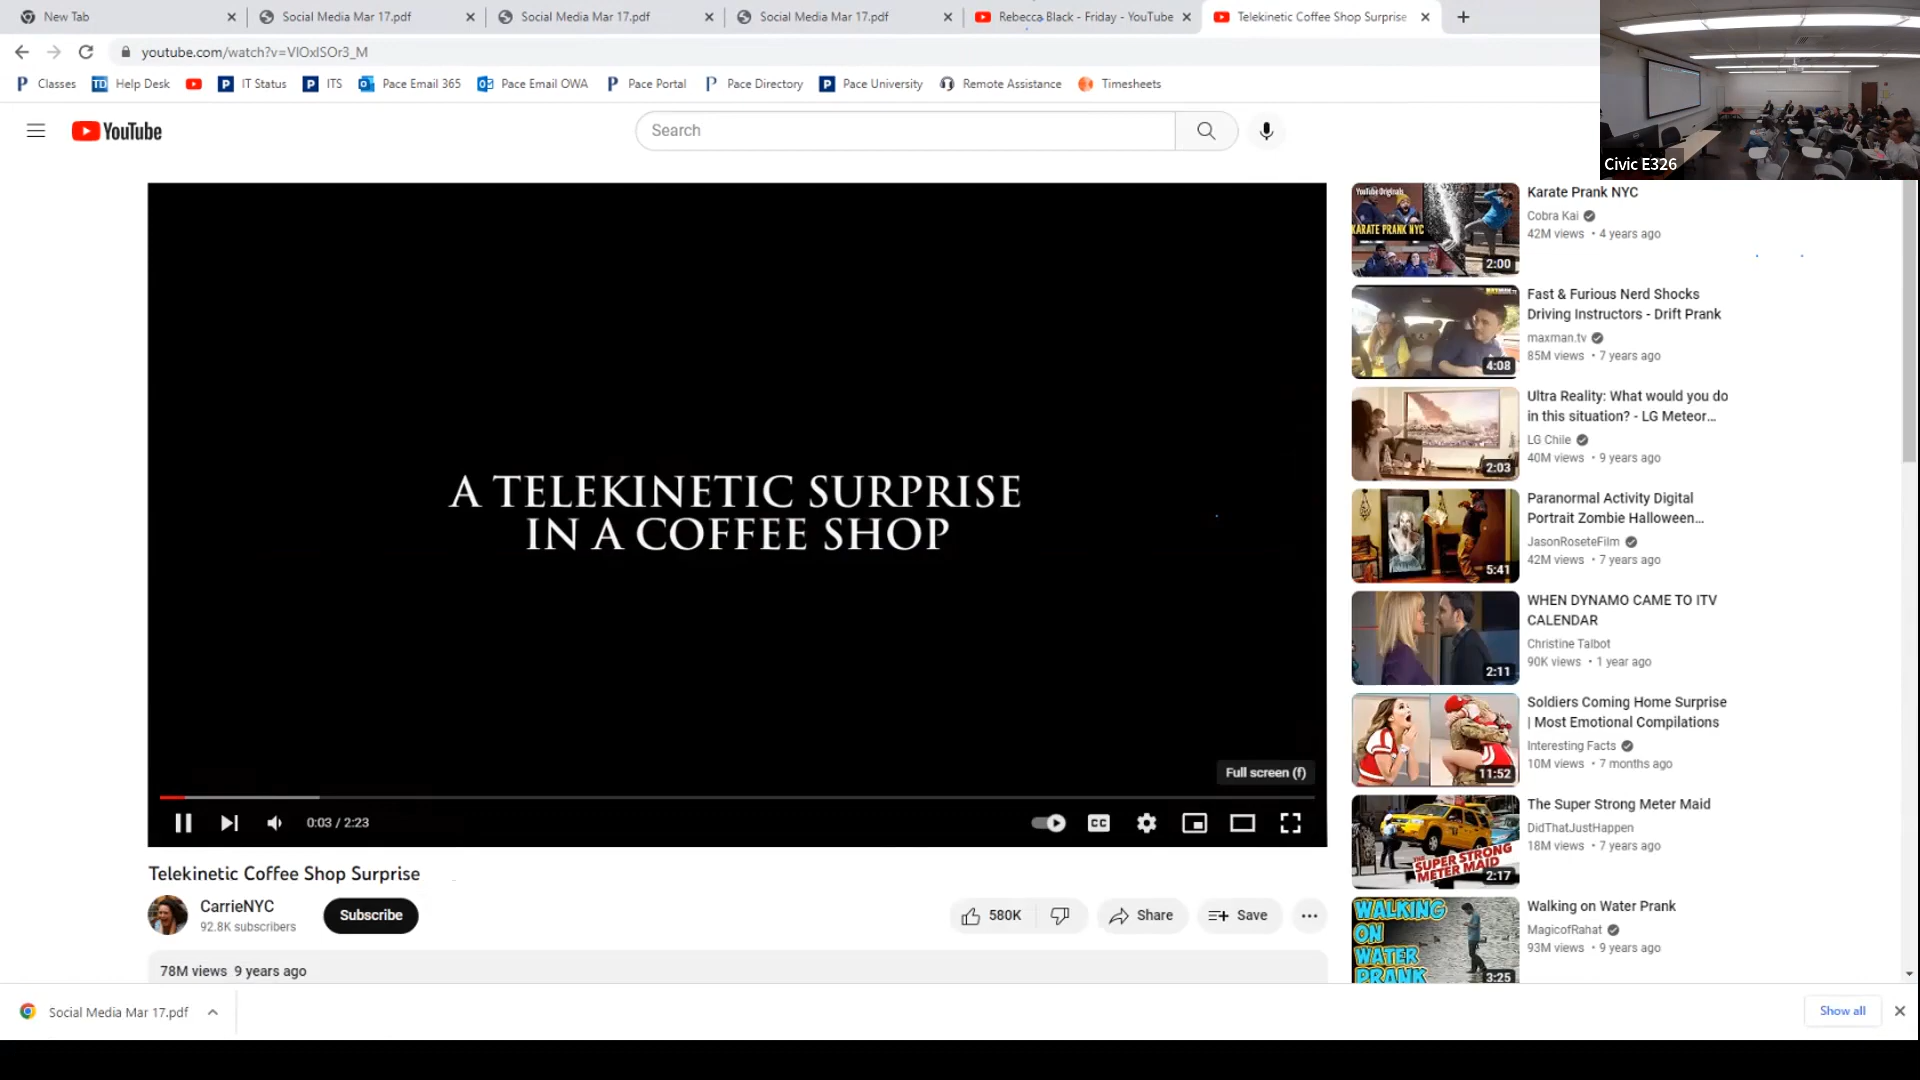 New Tab
Social Media Mar 17.pdf
Social Media Mar 17.pdf
Social Media Mar 17.pdf
Rebecca Black - Friday - YouTube
Telekinetic Coffee Shop Surprise
youtube.com/watch?v=VlOxlSOr3_M
Classes
TD Help Desk
IT Status
ITS
Pace Email 365
Pace Email OWA
Pace Portal
Pace Directory
Pace University
Remote Assistance
Timesheets
Civic E326
YouTube
Search
A TELEKINETIC SURPRISE
IN A COFFEE SHOP
Full screen (f)
0:03 / 2:23
CC
Telekinetic Coffee Shop Surprise
CarrieNYC
92.8K subscribers
Subscribe
580K
Share
Save
78M views 9 years ago
YouTube Originals
KARATE PRANK NYC
2:00
Karate Prank NYC
Cobra Kai
42M views • 4 years ago
4:08
Fast & Furious Nerd Shocks
Driving Instructors - Drift Prank
maxman.tv
85M views • 7 years ago
2:03
Ultra Reality: What would you do
in this situation? - LG Meteor...
LG Chile
40M views • 9 years ago
5:41
Paranormal Activity Digital
Portrait Zombie Halloween...
JasonRoseteFilm
42M views • 7 years ago
2:11
WHEN DYNAMO CAME TO ITV
CALENDAR
Christine Talbot
90K views • 1 year ago
11:52
Soldiers Coming Home Surprise
| Most Emotional Compilations
Interesting Facts
10M views • 7 months ago
THE SUPER STRONG
METER MAID
2:17
The Super Strong Meter Maid
DidThatJustHappen
18M views • 7 years ago
WALKING
ON
WATER
PRANK
3:25
Walking on Water Prank
MagicofRahat
93M views • 9 years ago
Social Media Mar 17.pdf
Show all